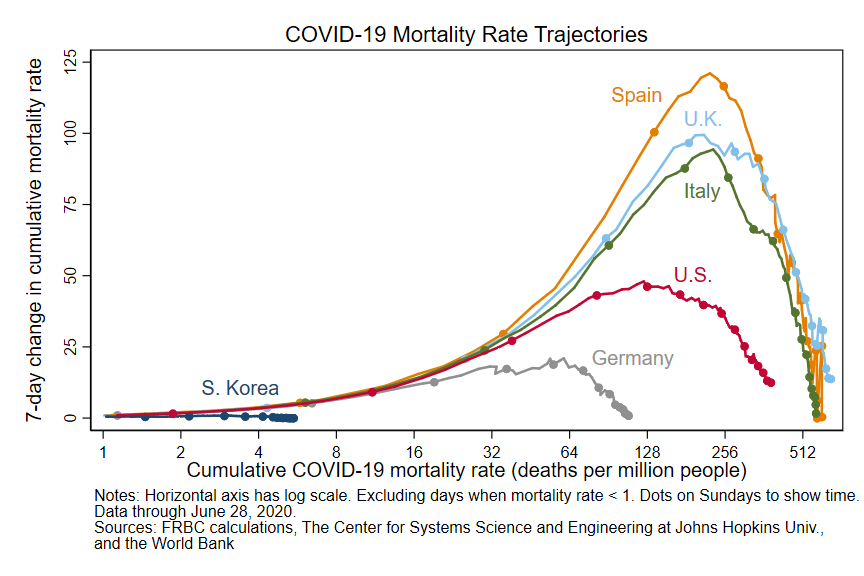 COVID-19 Mortality Rate Trajectories
7-day change in cumulative mortality rate
125
100
75
50
25
0
Spain
U.K.
Italy
U.S.
Germany
S. Korea
1 2 4 8 16 32 64 128 256 512
Cumulative COVID-19 mortality rate (deaths per million people)
Notes: Horizontal axis has log scale. Excluding days when mortality rate < 1. Dots on Sundays to show time.
Data through June 28, 2020.
Sources: FRBC calculations, The Center for Systems Science and Engineering at Johns Hopkins Univ.,
and the World Bank